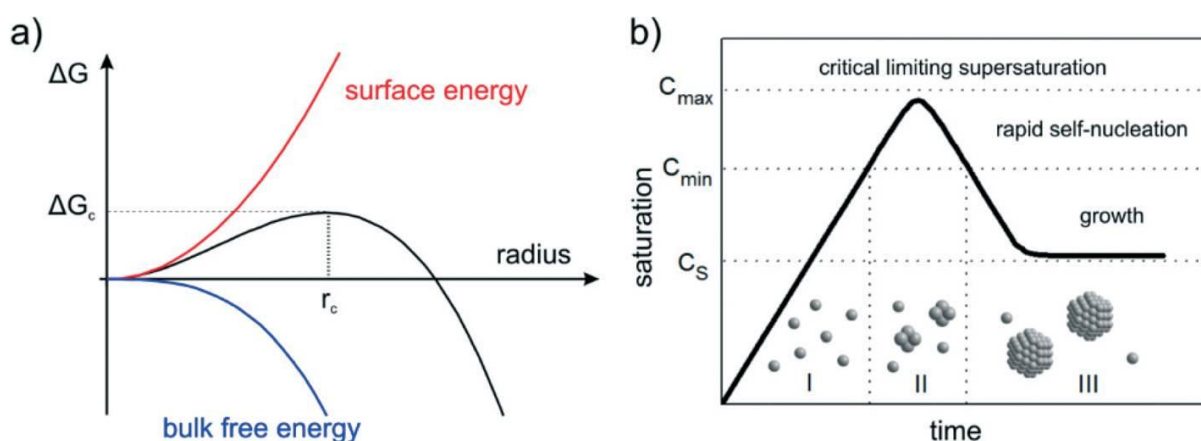 a)
ΔG
surface energy
ΔGc
radius
rc
bulk free energy
b)
critical limiting supersaturation
Cmax
rapid self-nucleation
Cmin
growth
CS
saturation
I
II
III
time